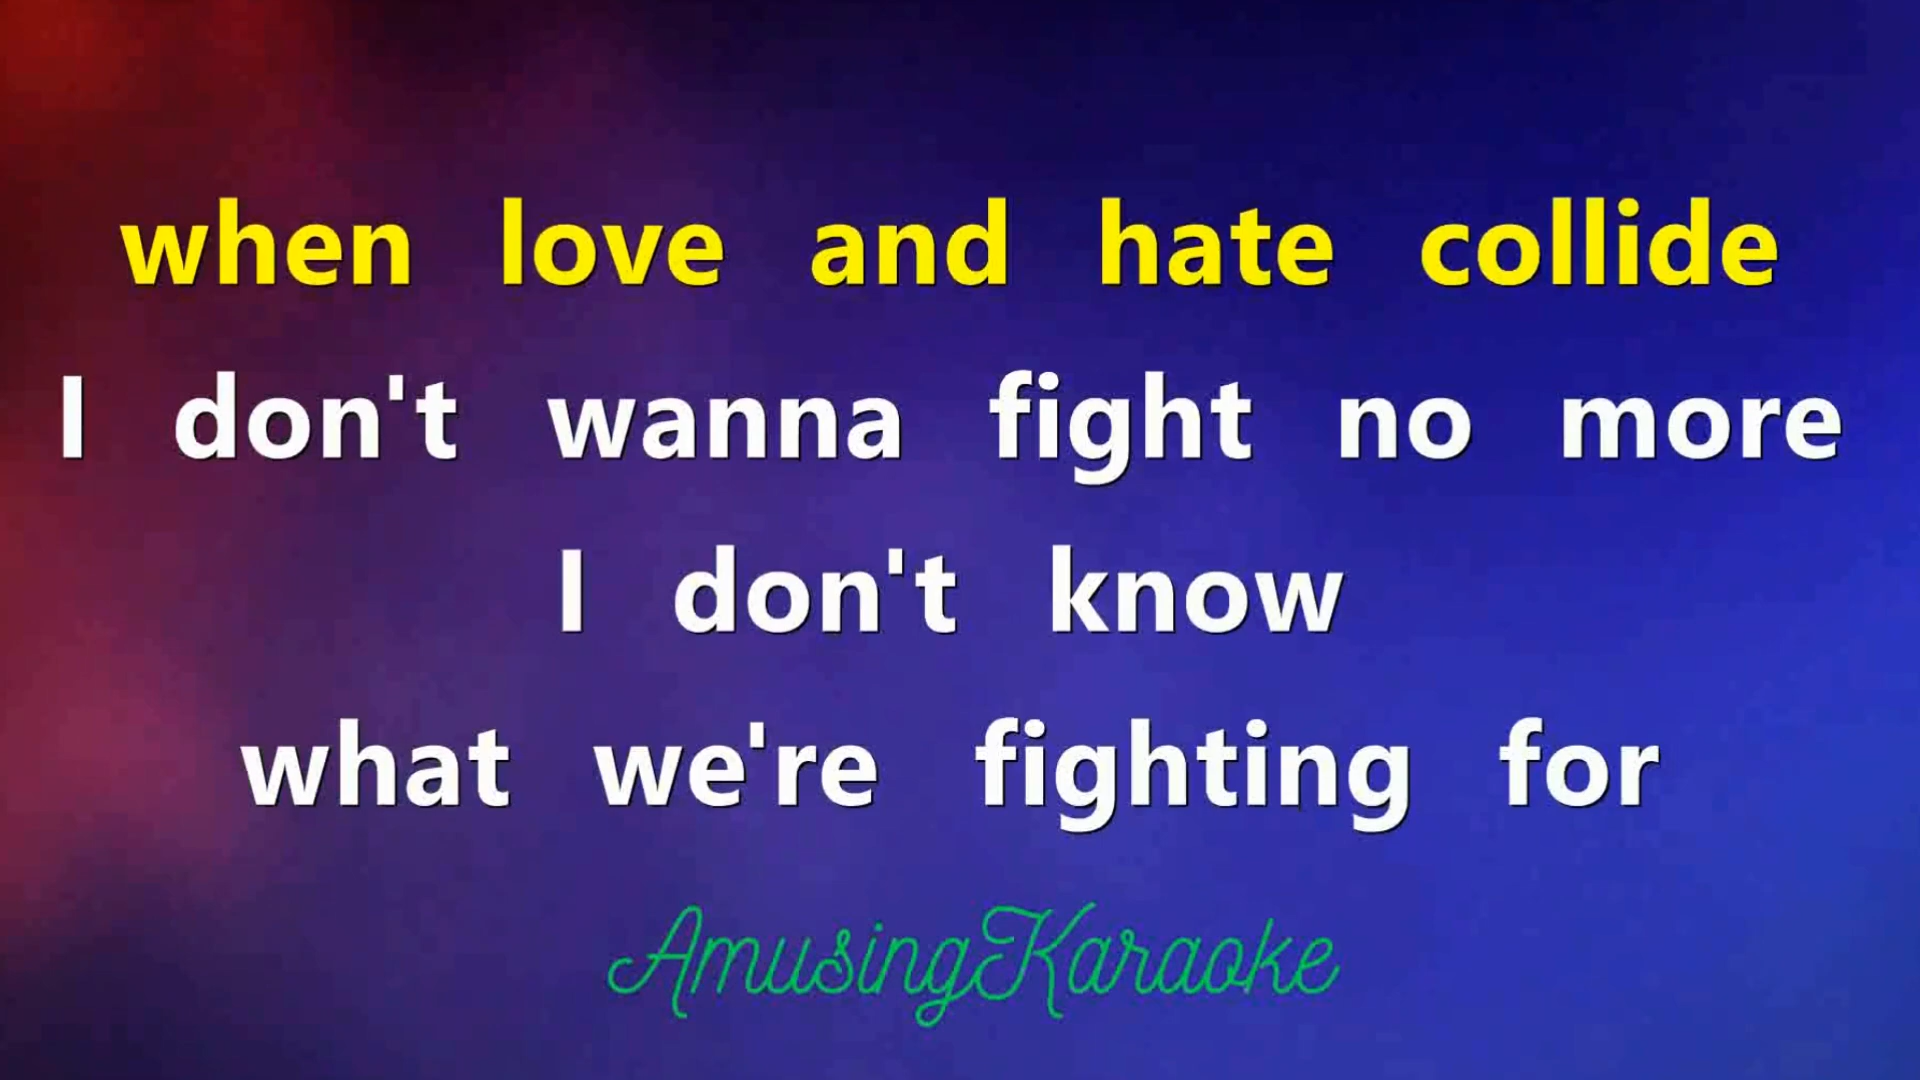 when love and hate collide
I don't wanna fight no more
I don't know
what we're fighting for
AmusingKaraoke